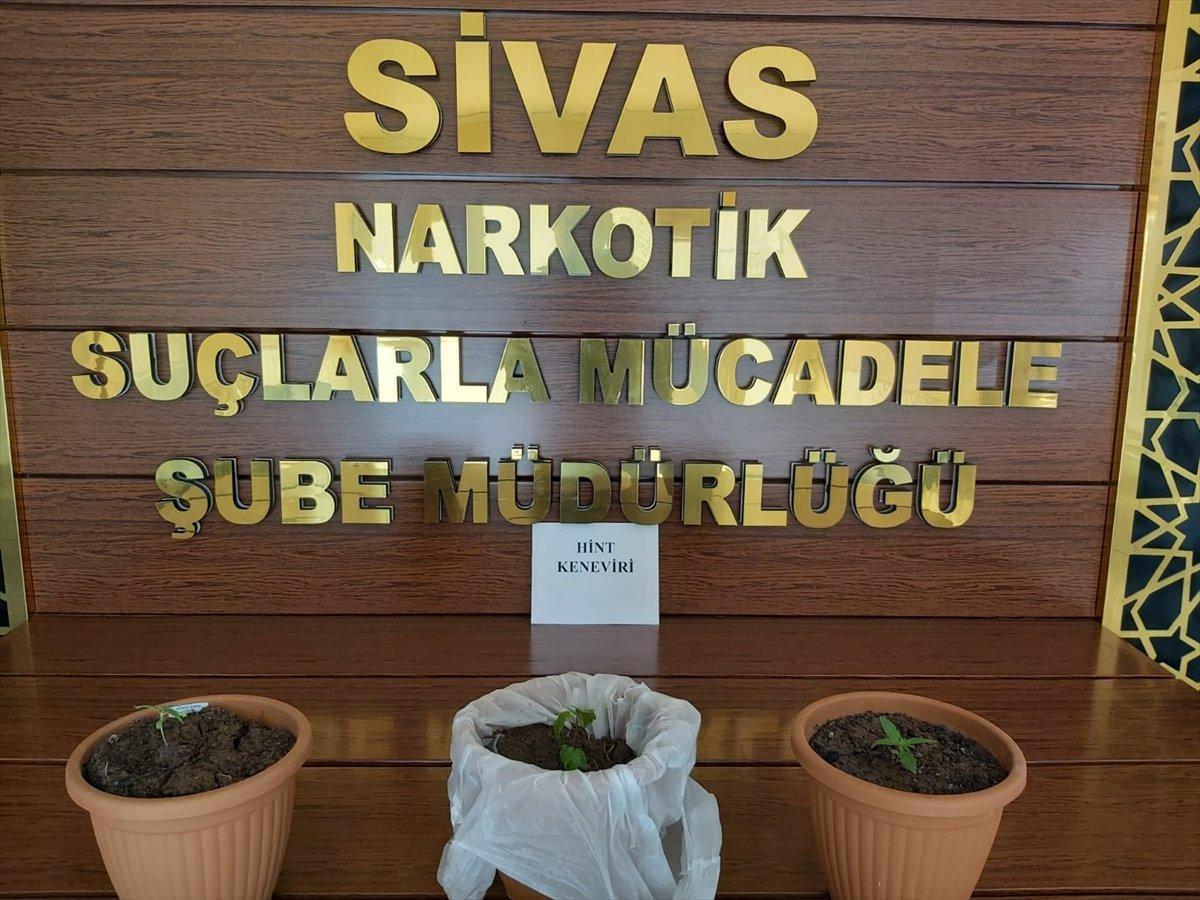 SİVAS
NARKOTİK
SUÇLARLA MÜCADELE
ŞUBE MÜDÜRLÜĞÜ
HİNT
KENEVİRİ